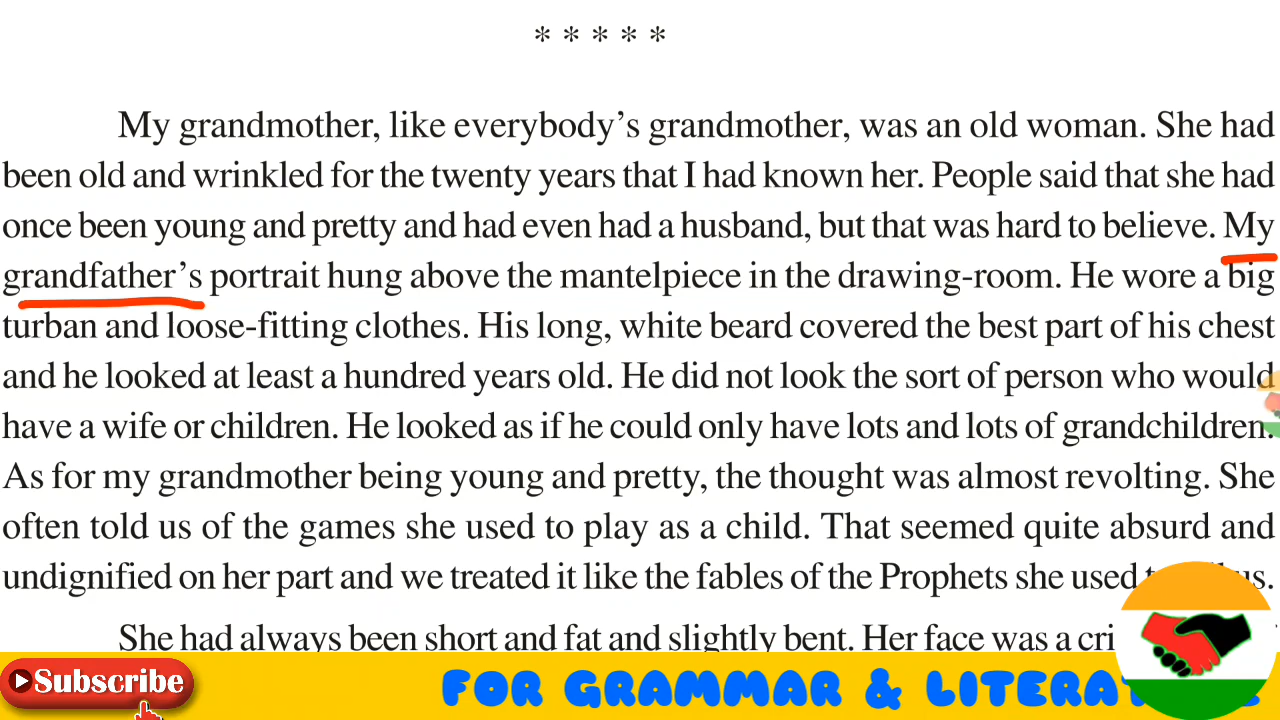 * * * * *
My grandmother, like everybody’s grandmother, was an old woman. She had
been old and wrinkled for the twenty years that I had known her. People said that she had
once been young and pretty and had even had a husband, but that was hard to believe. My
grandfather’s portrait hung above the mantelpiece in the drawing-room. He wore a big
turban and loose-fitting clothes. His long, white beard covered the best part of his chest
and he looked at least a hundred years old. He did not look the sort of person who would
have a wife or children. He looked as if he could only have lots and lots of grandchildren.
As for my grandmother being young and pretty, the thought was almost revolting. She
often told us of the games she used to play as a child. That seemed quite absurd and
undignified on her part and we treated it like the fables of the Prophets she used us.
She had always been short and fat and slightly bent. Her face was a
Subscribe
FOR GRAMMAR &